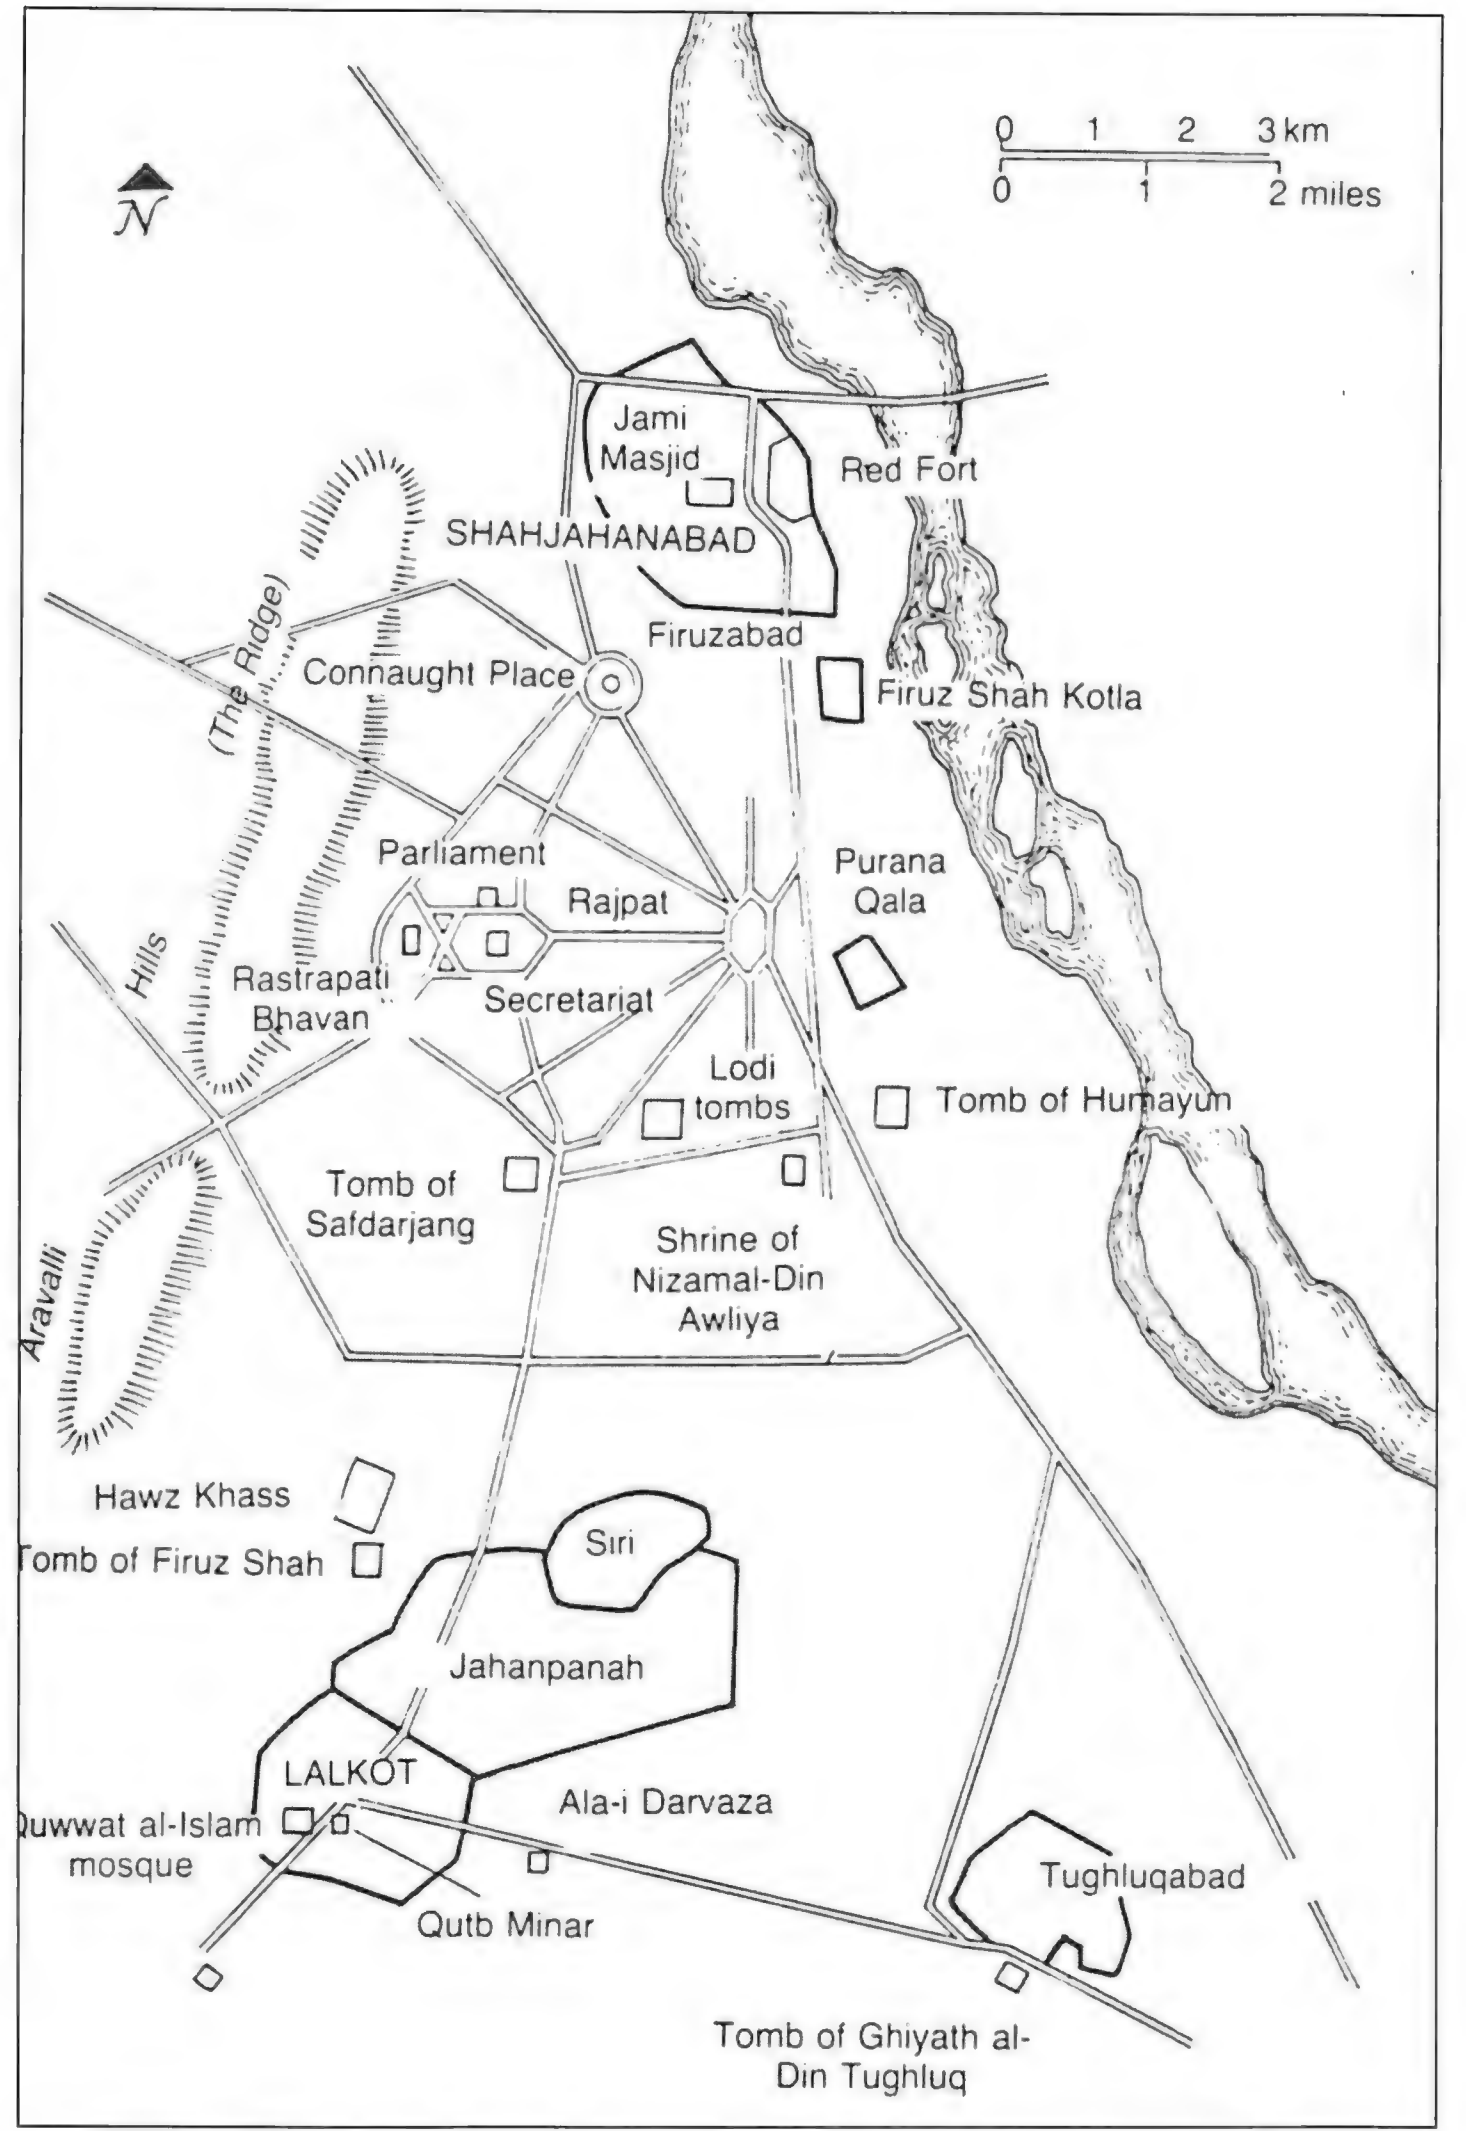 0 1 2 3 km
0 1 2 miles
N
Jami
Masjid
Red Fort
SHAHJAHANABAD
Firuzabad
(The Ridge)
Connaught Place
Firuz Shah Kotla
Parliament
Rajpat
Purana
Qala
Hills
Rastrapati
Bhavan
Secretariat
Lodi
tombs
Tomb of Humayun
Tomb of
Safdarjang
Shrine of
Nizamal-Din
Awliya
Aravalli
Hawz Khass
Siri
Tomb of Firuz Shah
Jahanpanah
LALKOT
Ala-i Darvaza
Quwwat al-Islam
mosque
Tughluqabad
Qutb Minar
Tomb of Ghiyath al-
Din Tughluq